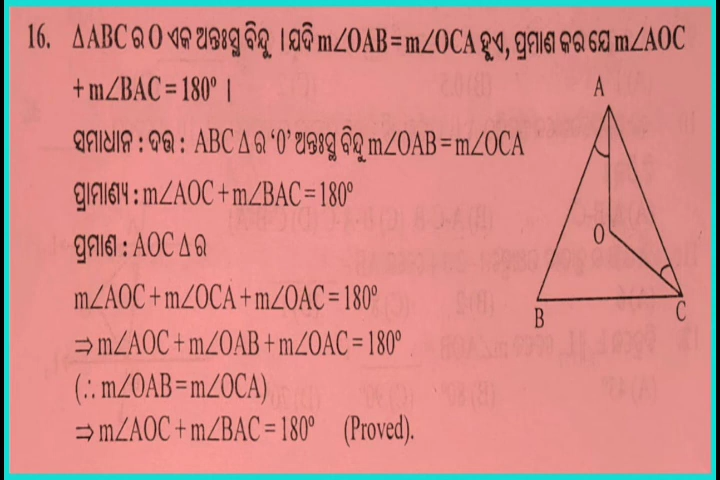 16. ΔABC ର O ଏକ ଅନ୍ତଃସ୍ଥ ବିନ୍ଦୁ । ଯଦି m∠OAB = m∠OCA ହୁଏ, ପ୍ରମାଣ କର ଯେ m∠AOC
+ m∠BAC = 180° ।
ସମାଧାନ : ଦତ୍ତ : ABC Δ ର ‘0’ ଅନ୍ତଃସ୍ଥ ବିନ୍ଦୁ m∠OAB = m∠OCA
ପ୍ରାମାଣ୍ୟ : m∠AOC + m∠BAC = 180°
ପ୍ରମାଣ : AOC Δ ର
m∠AOC + m∠OCA + m∠OAC = 180°
⇒ m∠AOC + m∠OAB + m∠OAC = 180°
(∴ m∠OAB = m∠OCA)
⇒ m∠AOC + m∠BAC = 180° (Proved).
A
O
B
C